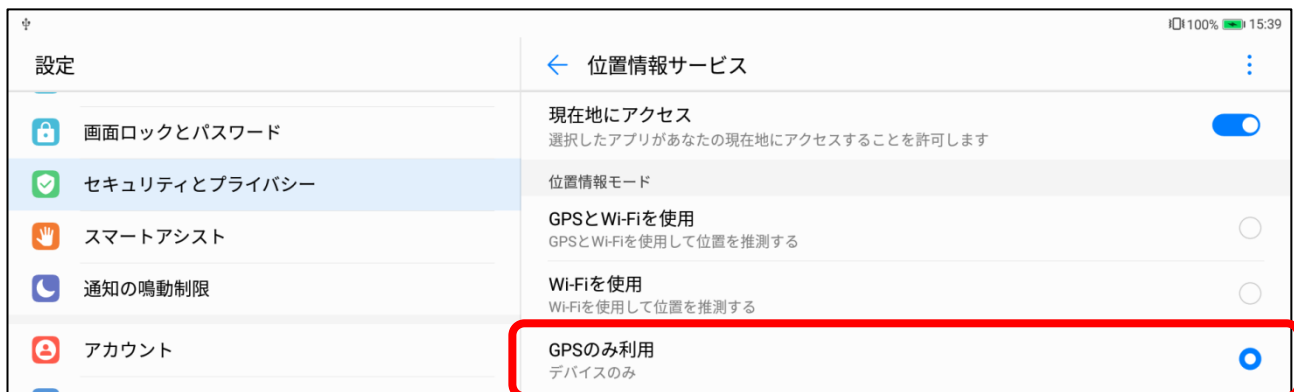 100% 15:39
設定
画面ロックとパスワード
セキュリティとプライバシー
スマートアシスト
通知の鳴動制限
アカウント
位置情報サービス
現在地にアクセス
選択したアプリがあなたの現在地にアクセスすることを許可します
位置情報モード
GPSとWi-Fiを使用
GPSとWi-Fiを使用して位置を推測する
Wi-Fiを使用
Wi-Fiを使用して位置を推測する
GPSのみ利用
デバイスのみ